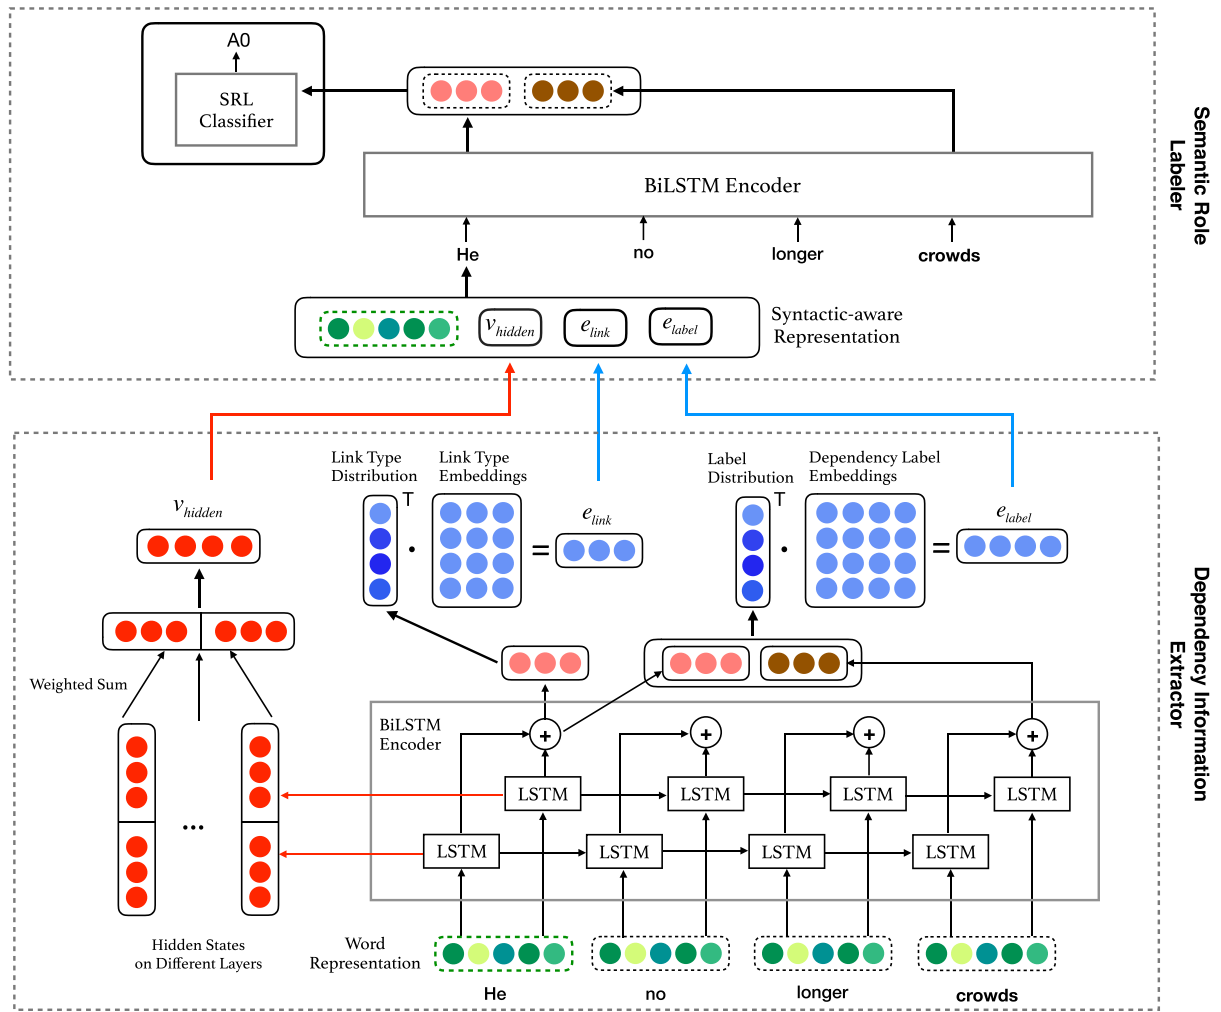 A0
SRL
Classifier
BiLSTM Encoder
He
no
longer
crowds
v_hidden
e_link
e_label
Syntactic-aware
Representation
Semantic Role
Labeler
Link Type
Distribution
T
Link Type
Embeddings
Label
Distribution
T
Dependency Label
Embeddings
v_hidden
·
=
e_link
·
=
e_label
Weighted Sum
BiLSTM
Encoder
+
+
+
+
LSTM
LSTM
LSTM
LSTM
...
LSTM
LSTM
LSTM
LSTM
Hidden States
on Different Layers
Word
Representation
He
no
longer
crowds
Dependency Information
Extractor